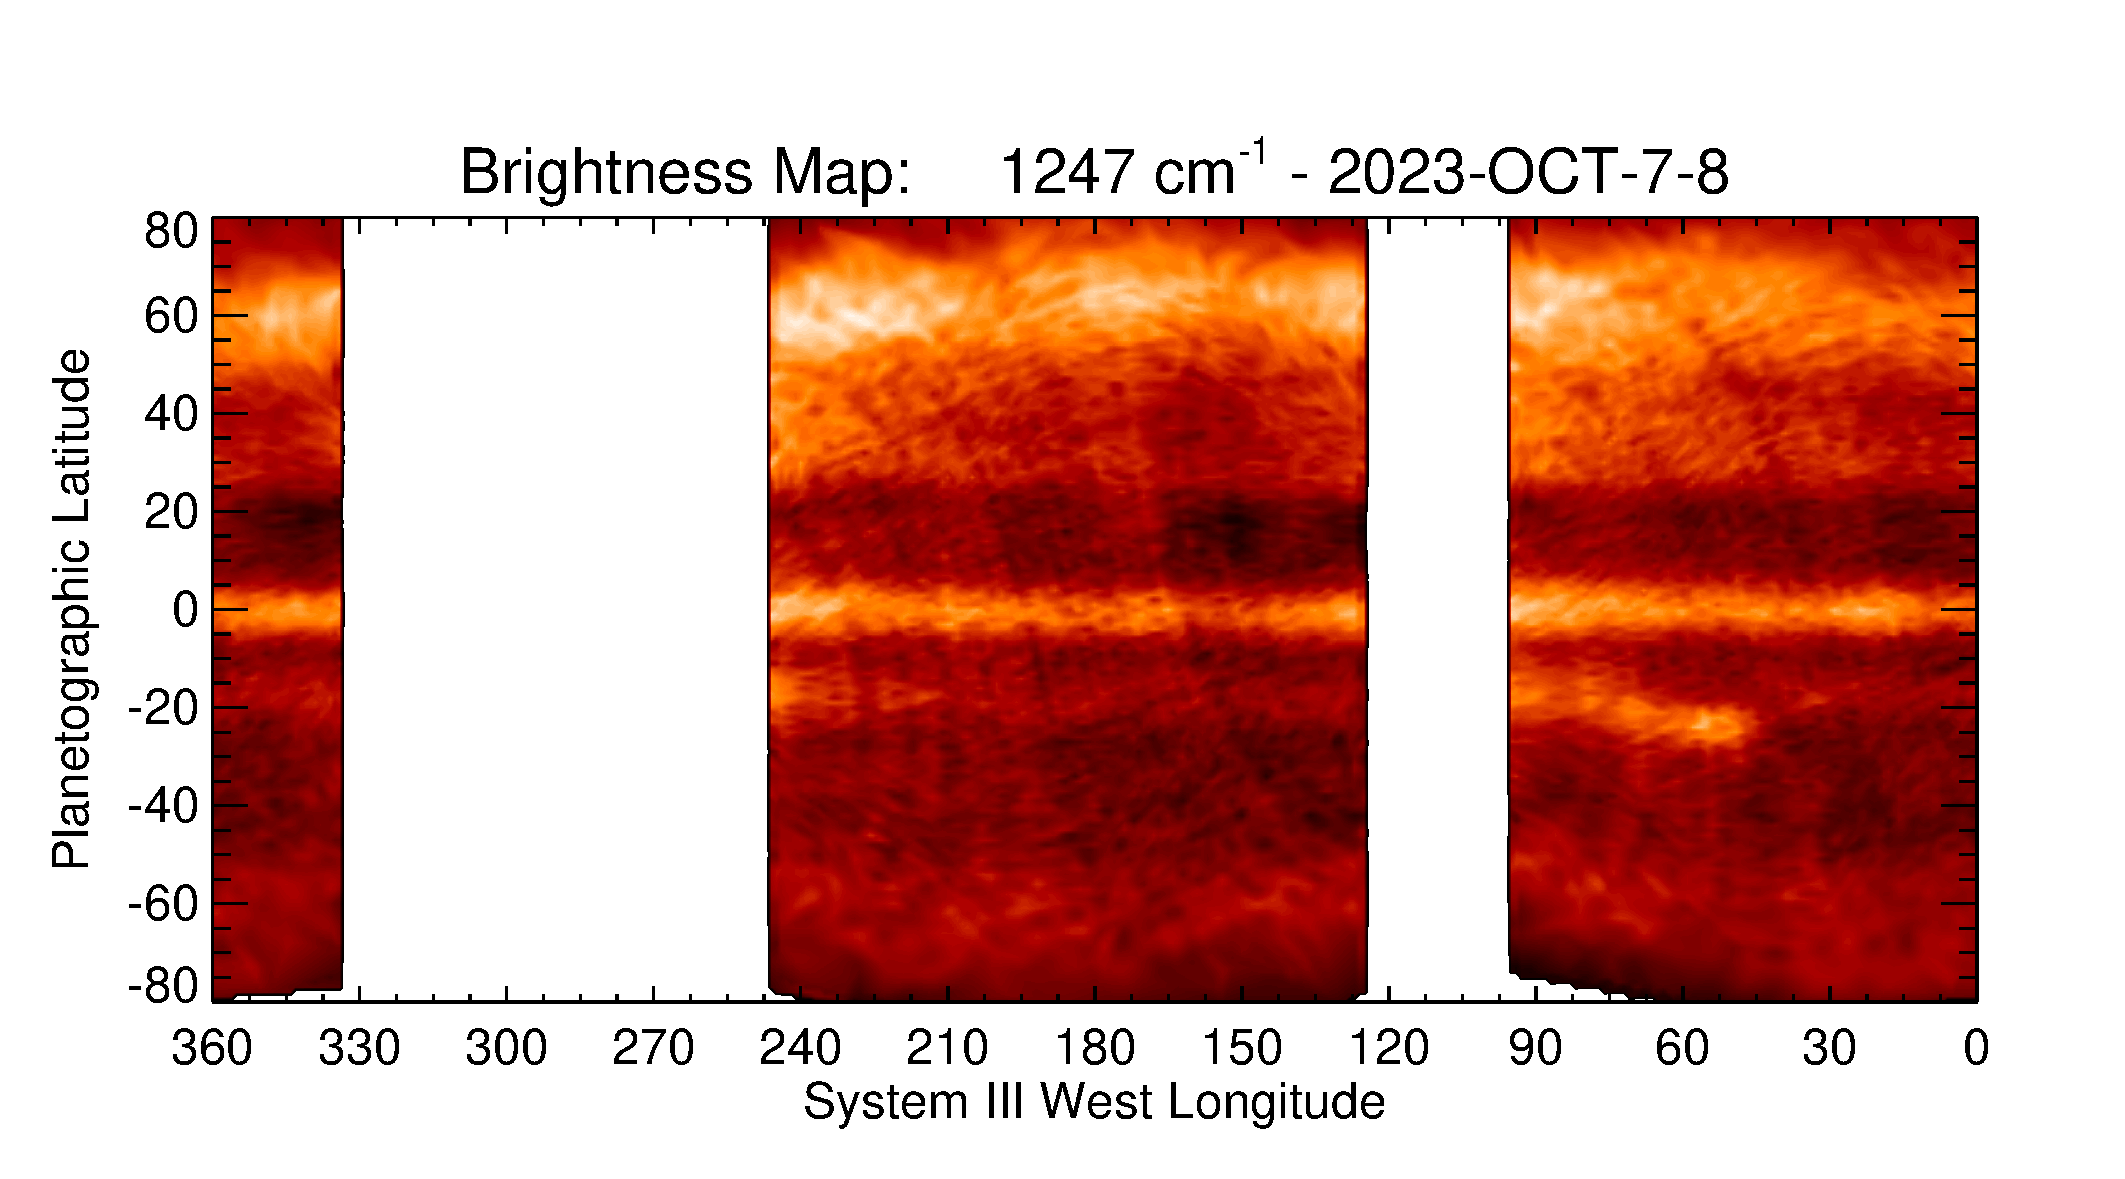 Brightness Map: 1247 cm-1 - 2023-OCT-7-8
Planetographic Latitude
80
60
40
20
0
-20
-40
-60
-80
360 330 300 270 240 210 180 150 120 90 60 30 0
System III West Longitude